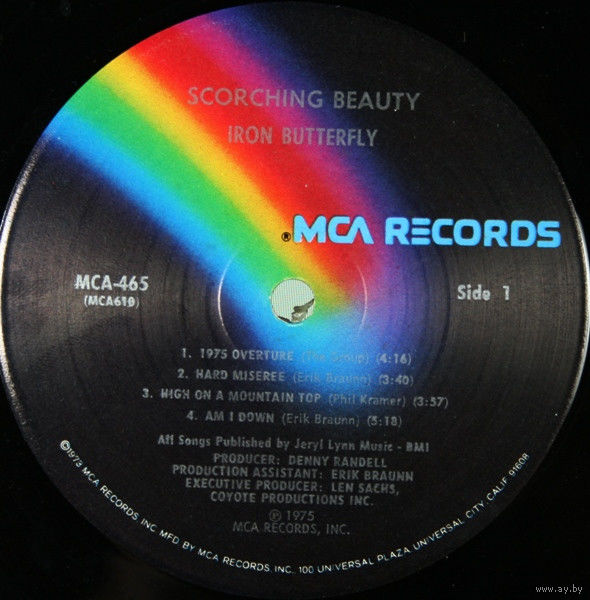 SCORCHING BEAUTY
IRON BUTTERFLY
® MCA RECORDS
MCA-465
(MCA619)
Side 1
1. 1975 OVERTURE (The Group) (4:16)
2. HARD MISEREE (Erik Braunn) (3:40)
3. HIGH ON A MOUNTAIN TOP (Phil Kramer) (3:57)
4. AM I DOWN (Erik Braunn) (5:18)
All Songs Published by Jeryl Lynn Music - BMI
PRODUCER: DENNY RANDELL
PRODUCTION ASSISTANT: ERIK BRAUNN
EXECUTIVE PRODUCER: LEN SACHS,
COYOTE PRODUCTIONS INC.
℗ 1975
MCA RECORDS, INC.
©1973 MCA RECORDS, INC. MFD. BY MCA RECORDS, INC. 100 UNIVERSAL PLAZA, UNIVERSAL CITY, CALIF. 91608
www.ay.by